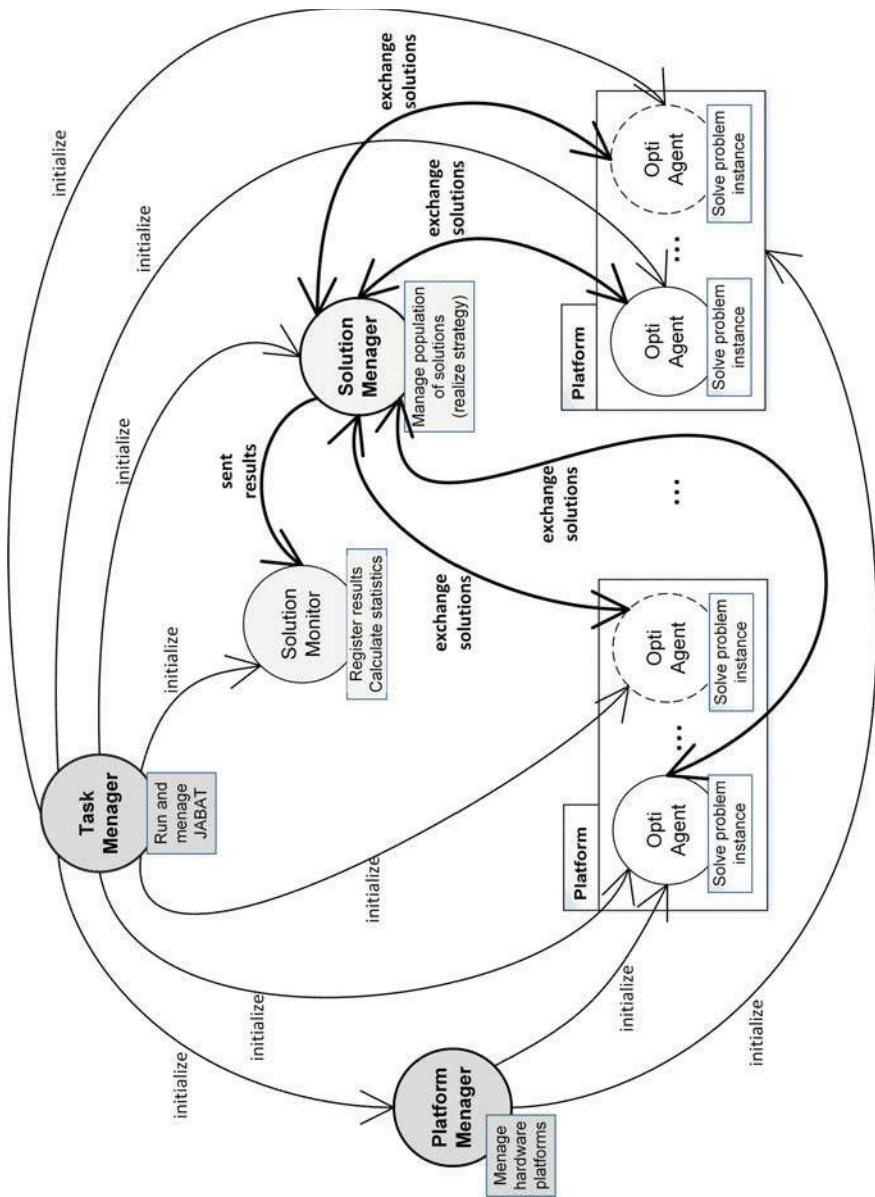 initialize
initialize
initialize
initialize
Task
Menager
Run and
menage
JABAT
sent
results
exchange
solutions
exchange
solutions
Solution
Menager
Manage population
of solutions
(realize strategy)
Solution
Monitor
Register results
Calculate statistics
initialize
initialize
initialize
Platform
Menager
Menage
hardware
platforms
initialize
initialize
exchange
solutions
exchange
solutions
...
Platform
Opti
Agent
Solve problem
instance
...
Opti
Agent
Solve problem
instance
Platform
Opti
Agent
Solve problem
instance
...
Opti
Agent
Solve problem
instance